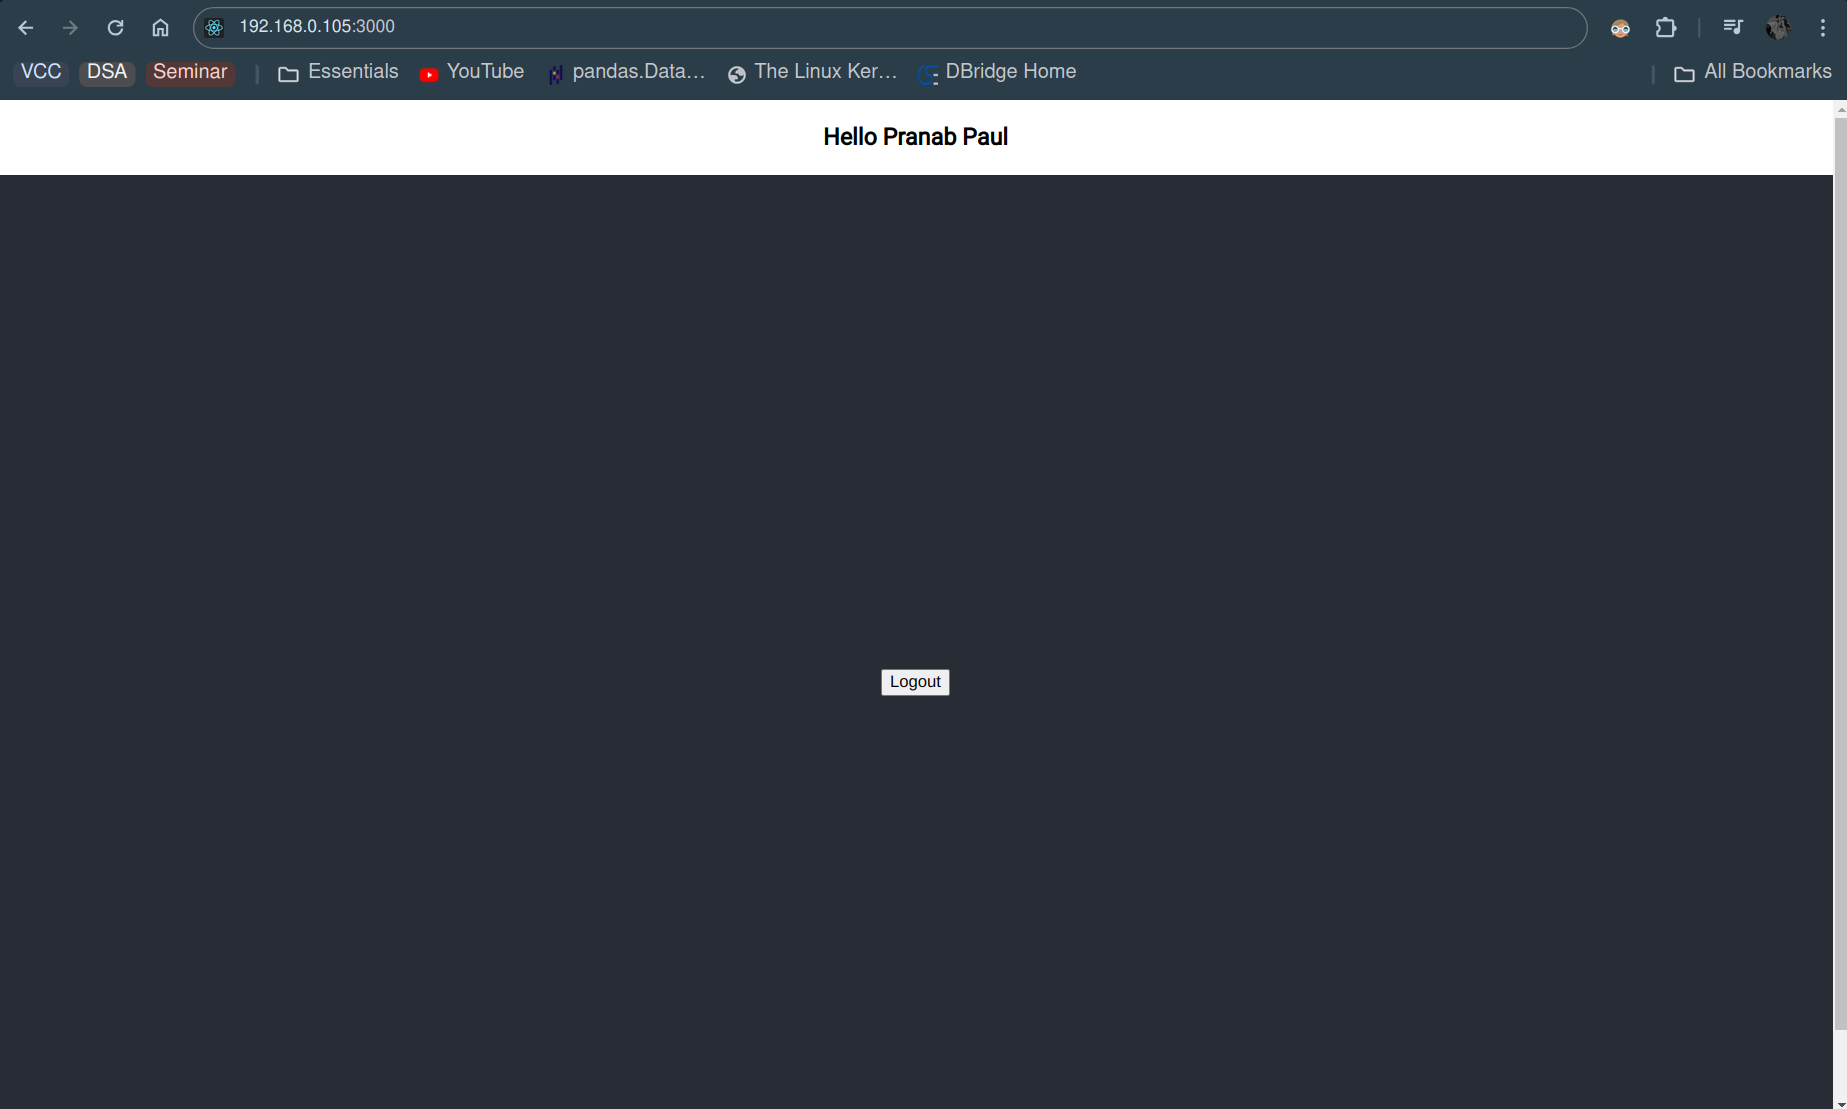 192.168.0.105:3000
VCC DSA Seminar Essentials YouTube pandas.Data... The Linux Ker... DBridge Home All Bookmarks
Hello Pranab Paul
Logout